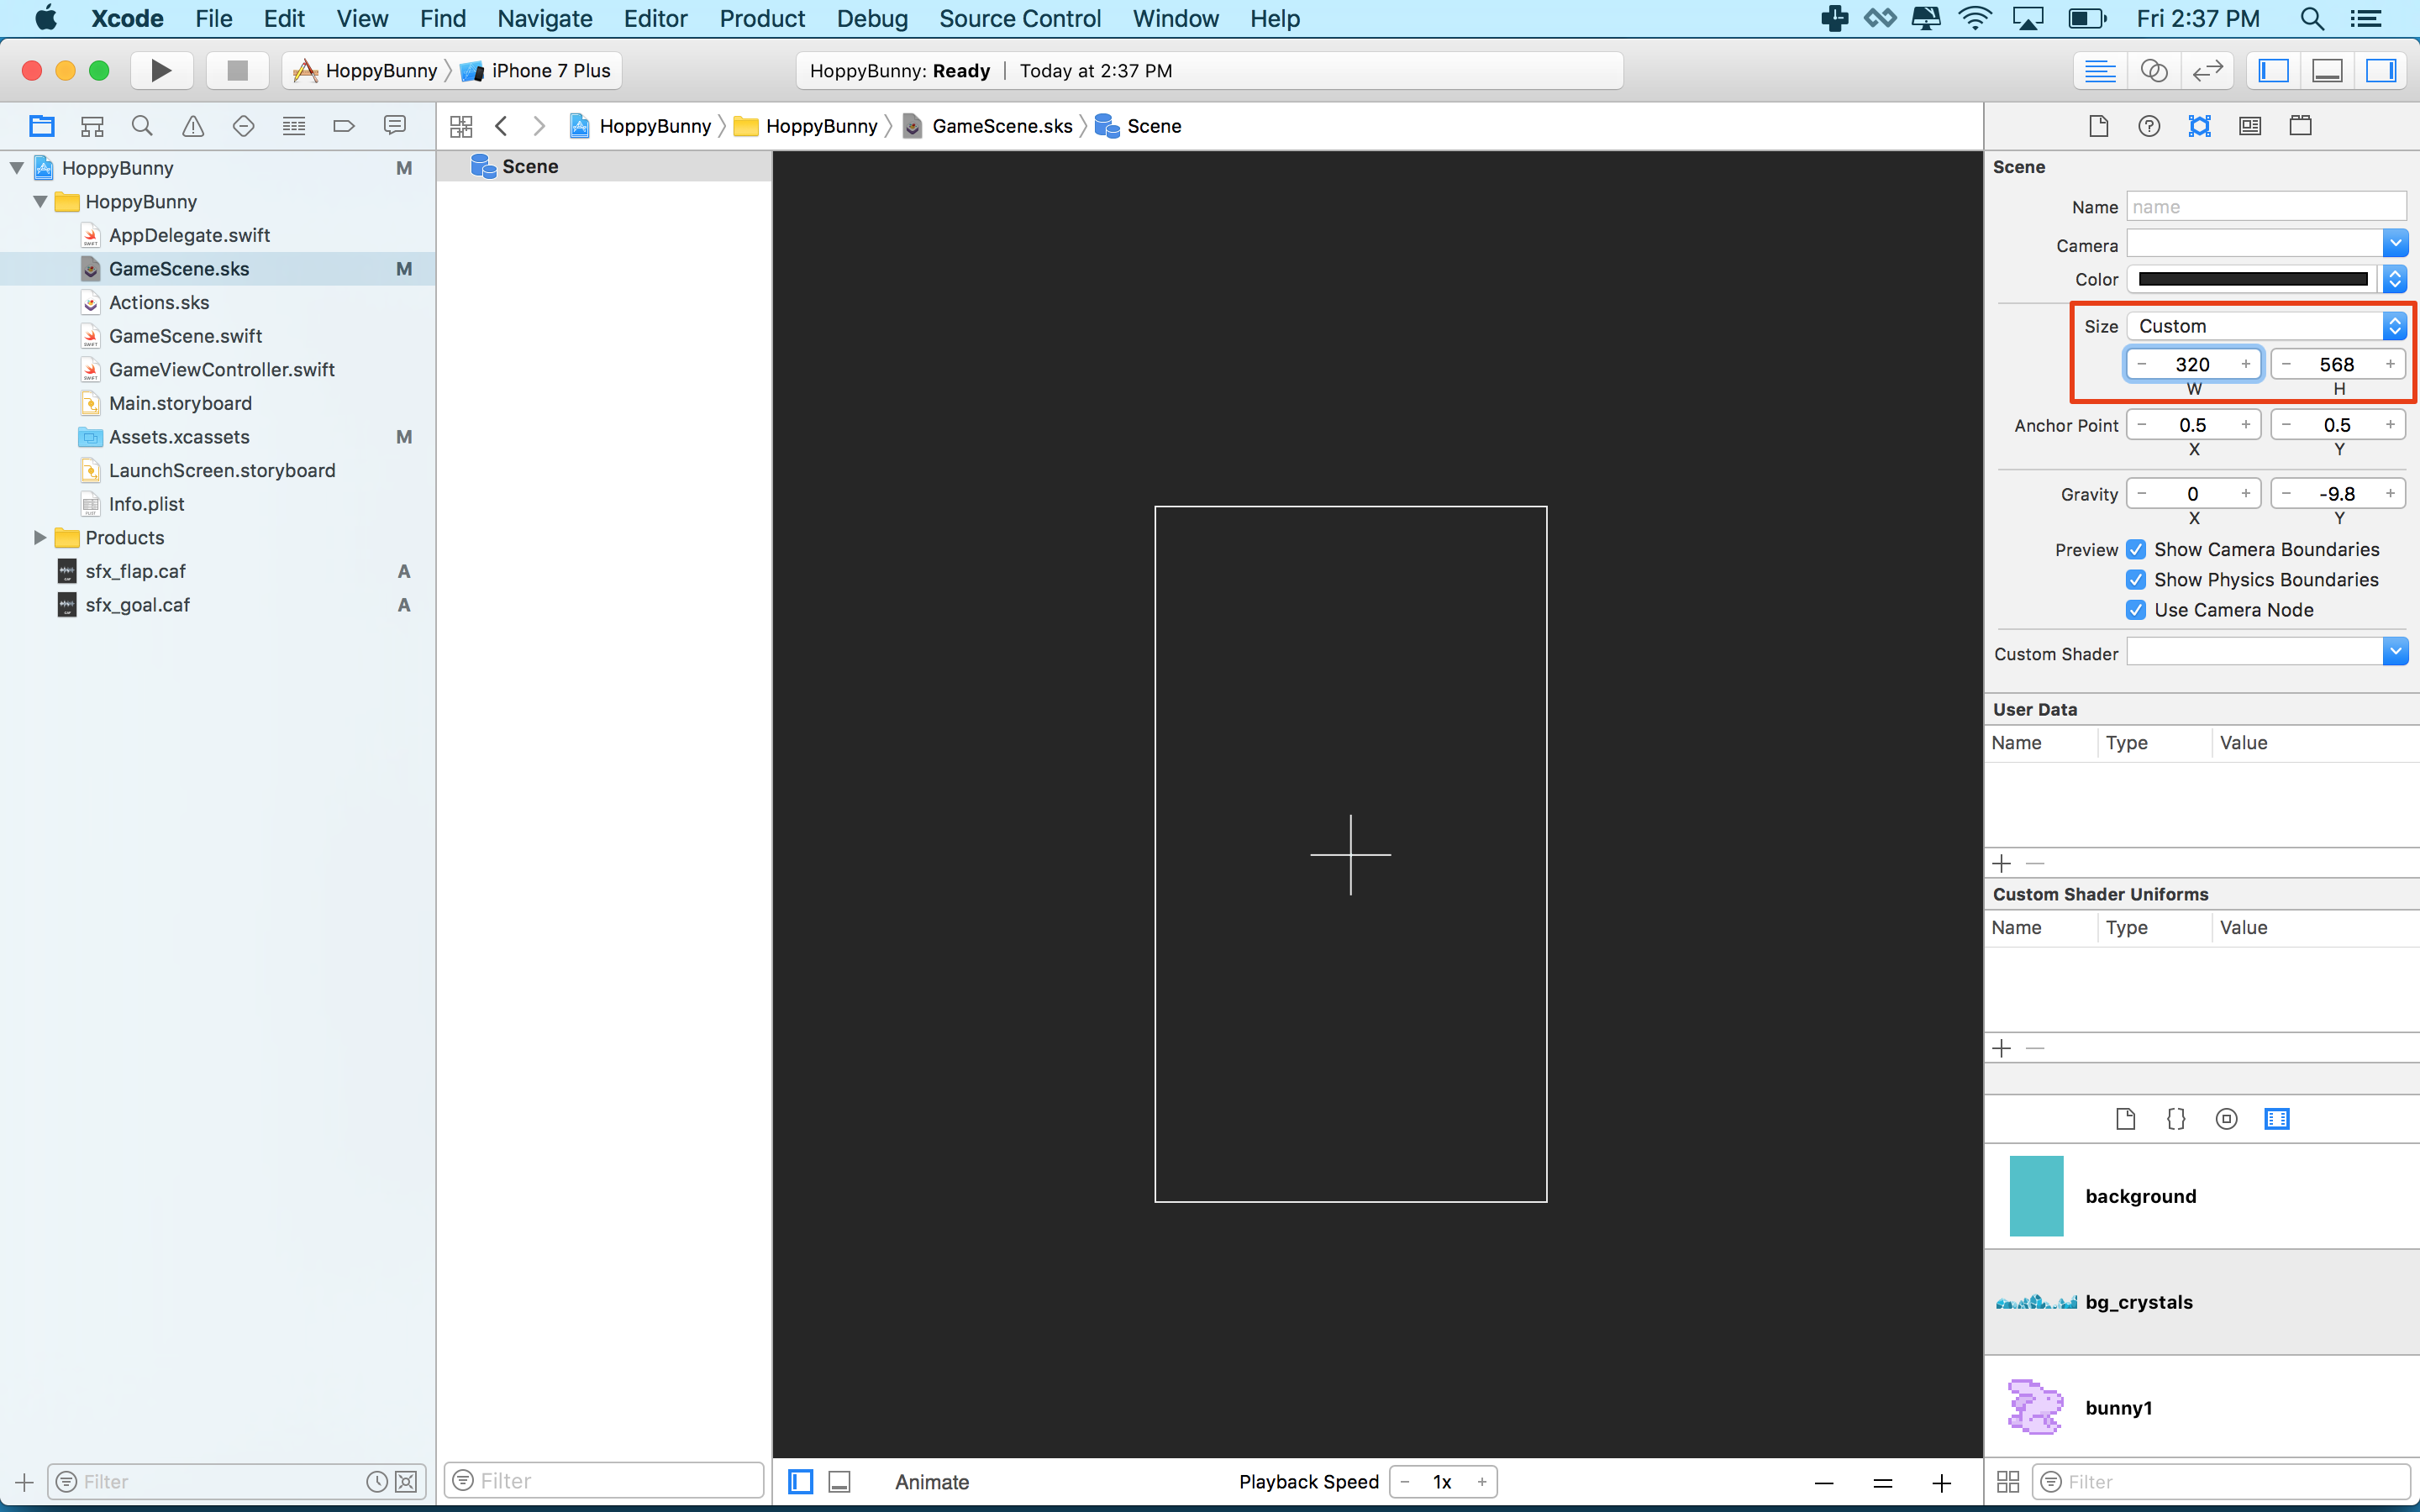 Xcode File Edit View Find Navigate Editor Product Debug Source Control Window Help Fri 2:37 PM
HoppyBunny iPhone 7 Plus HoppyBunny: Ready | Today at 2:37 PM
HoppyBunny HoppyBunny GameScene.sks Scene
HoppyBunny M
HoppyBunny
AppDelegate.swift
GameScene.sks M
Actions.sks
GameScene.swift
GameViewController.swift
Main.storyboard
Assets.xcassets M
LaunchScreen.storyboard
Info.plist
Products
sfx_flap.caf A
sfx_goal.caf A
Filter
Scene
Filter
Animate Playback Speed - 1x +
Scene
Name name
Camera
Color
Size Custom
- 320 + - 568 +
W H
Anchor Point - 0.5 + - 0.5 +
X Y
Gravity - 0 + - -9.8 +
X Y
Preview Show Camera Boundaries
Show Physics Boundaries
Use Camera Node
Custom Shader
User Data
Name Type Value
Custom Shader Uniforms
Name Type Value
background
bg_crystals
bunny1
Filter